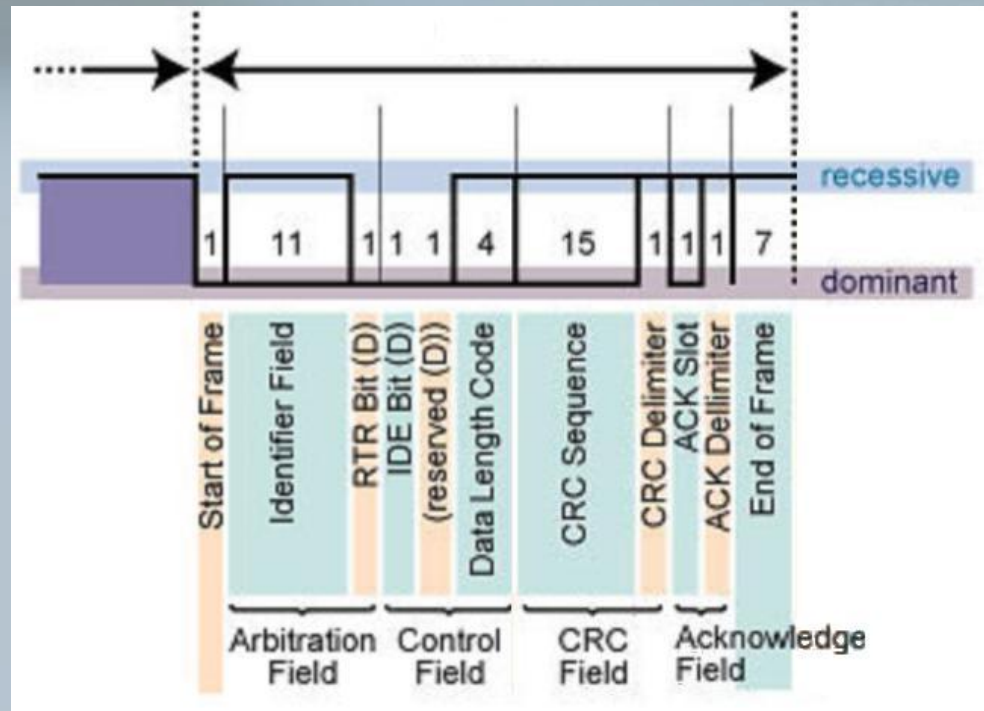 recessive
1 11 1 1 1 4 15 1 1 1 7
dominant
Start of Frame
Identifier Field
RTR Bit (D)
IDE Bit (D)
(reserved (D))
Data Length Code
CRC Sequence
CRC Delimiter
ACK Slot
ACK Dellimiter
End of Frame
Arbitration
Field
Control
Field
CRC
Field
Acknowledge
Field